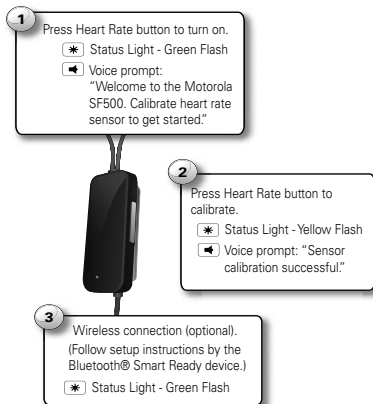 1
Press Heart Rate button to turn on.
Status Light - Green Flash
Voice prompt:
“Welcome to the Motorola
SF500. Calibrate heart rate
sensor to get started.”
2
Press Heart Rate button to
calibrate.
Status Light - Yellow Flash
Voice prompt: “Sensor
calibration successful.”
3
Wireless connection (optional).
(Follow setup instructions by the
Bluetooth® Smart Ready device.)
Status Light - Green Flash